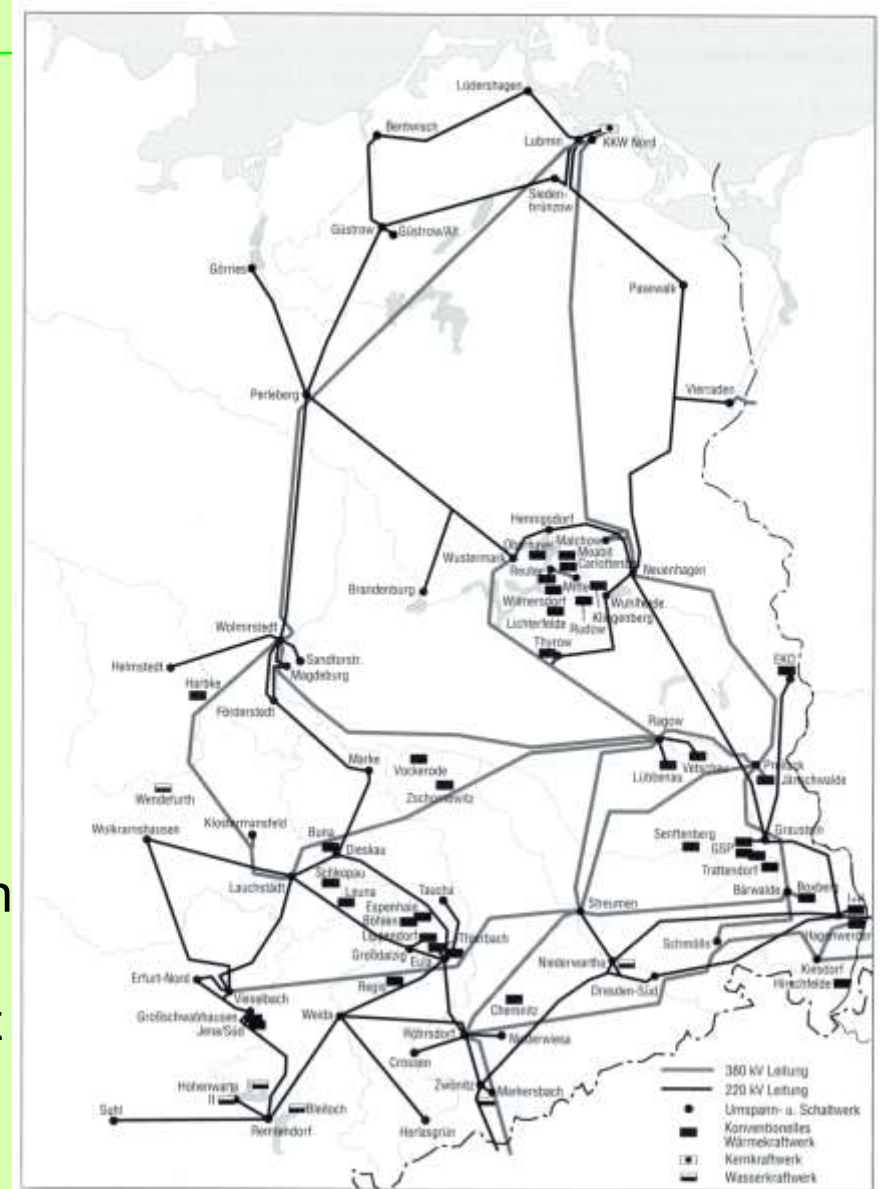 Lüdershagen
Bentwisch
Lubmin
KKW Nord
Sieden-
brünzow
Güstrow
Güstrow/Alt.
Görries
Pasewalk
Vierraden
Perleberg
Hennigsdorf
Malchow
Moabit
Wustermark
Reuter
Mitte
Neuenhagen
Brandenburg
Wilmersdorf
Wuhlheide
Klingenberg
Lichterfelde
Rudow
Thyrow
Wolmirstedt
Helmstedt
Sandtorstr.
Magdeburg
EKO
Harbke
Förderstedt
Ragow
Marke
Vockerode
Vetschau
Preilack
Lübbenau
Jänschwalde
Zschornewitz
Wendefurth
Klostermansfeld
Wolkramshausen
Buna
Dieskau
Senftenberg
GSP
Graustein
Trattendorf
Lauchstädt
Schkopau
Leuna
Taucha
Bärwalde
Boxberg
Espenhain
Böhlen
Streumen
Lippendorf
Thierbach
Großdalzig
Eula
Schmölln
Hagenwerder
Niederwartha
Kiesdorf
Erfurt-Nord
Vieselbach
Regis
Dresden-Süd
Hirschfelde
Großschwabhausen
Jena/Süd
Weida
Chemnitz
Röhrsdorf
Niederwiesa
Crossen
Hohenwarte
II
Zwönitz
Markersbach
Bleiloch
Suhl
Remtendorf
Herlasgrün
380 kV Leitung
220 kV Leitung
Umspann- u. Schaltwerk
Konventionelles
Wärmekraftwerk
Kernkraftwerk
Wasserkraftwerk